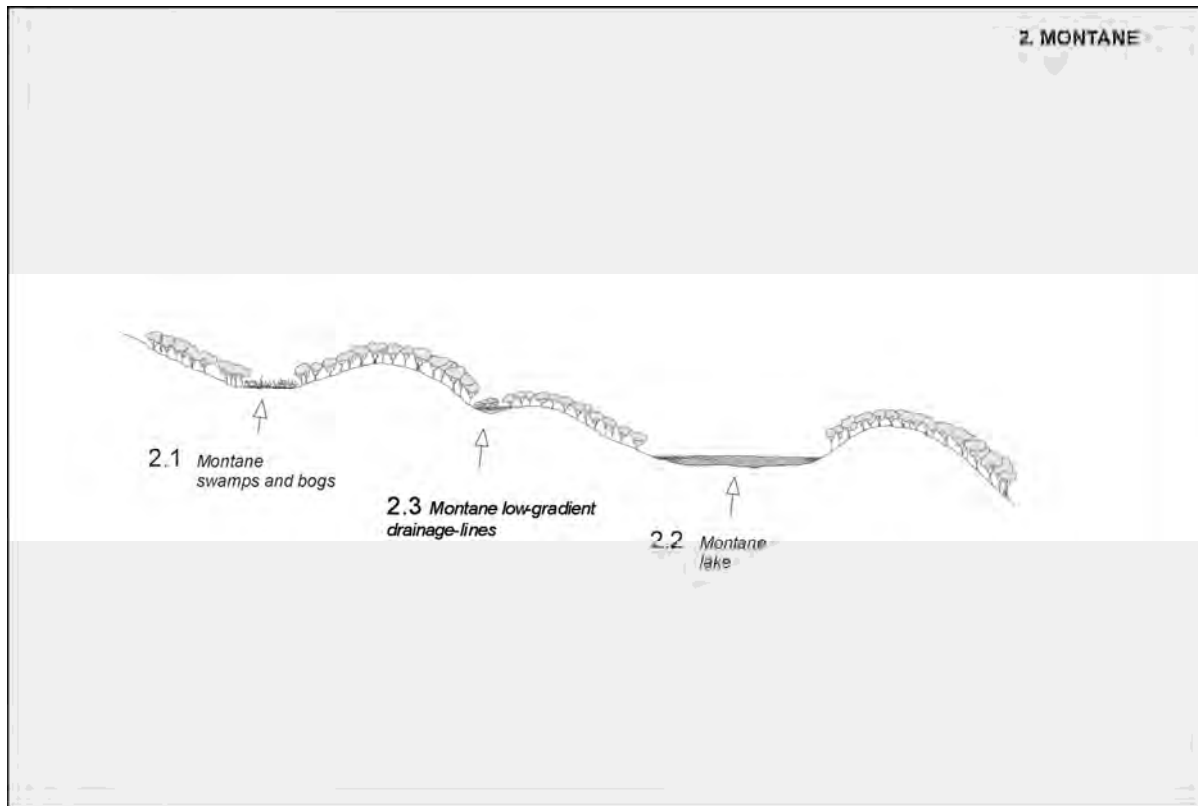 2. MONTANE
2.1 Montane
swamps and bogs
2.3 Montane low-gradient
drainage-lines
2.2 Montane
lake